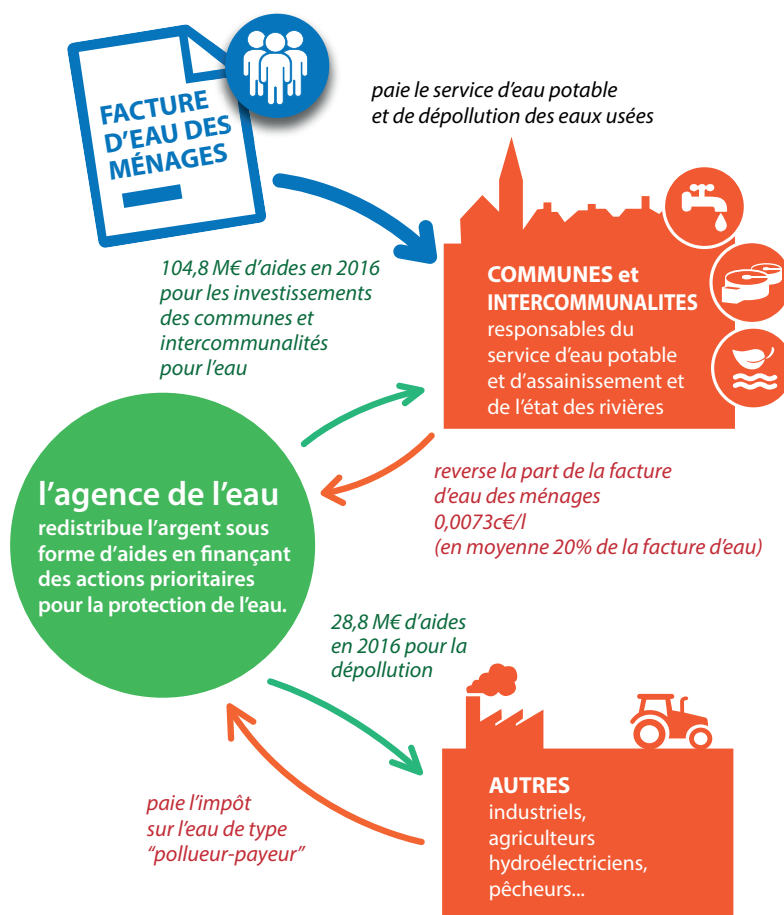 FACTURE
D'EAU DES
MÉNAGES
paie le service d'eau potable
et de dépollution des eaux usées
104,8 M€ d'aides en 2016
pour les investissements
des communes et
intercommunalités
pour l'eau
COMMUNES et
INTERCOMMUNALITES
responsables du
service d'eau potable
et d'assainissement et
de l'état des rivières
l'agence de l'eau
redistribue l'argent sous
forme d'aides en finançant
des actions prioritaires
pour la protection de l'eau.
reverse la part de la facture
d'eau des ménages
0,0073c€/l
(en moyenne 20% de la facture d'eau)
28,8 M€ d'aides
en 2016 pour la
dépollution
paie l'impôt
sur l'eau de type
“pollueur-payeur”
AUTRES
industriels,
agriculteurs
hydroélectriciens,
pêcheurs...